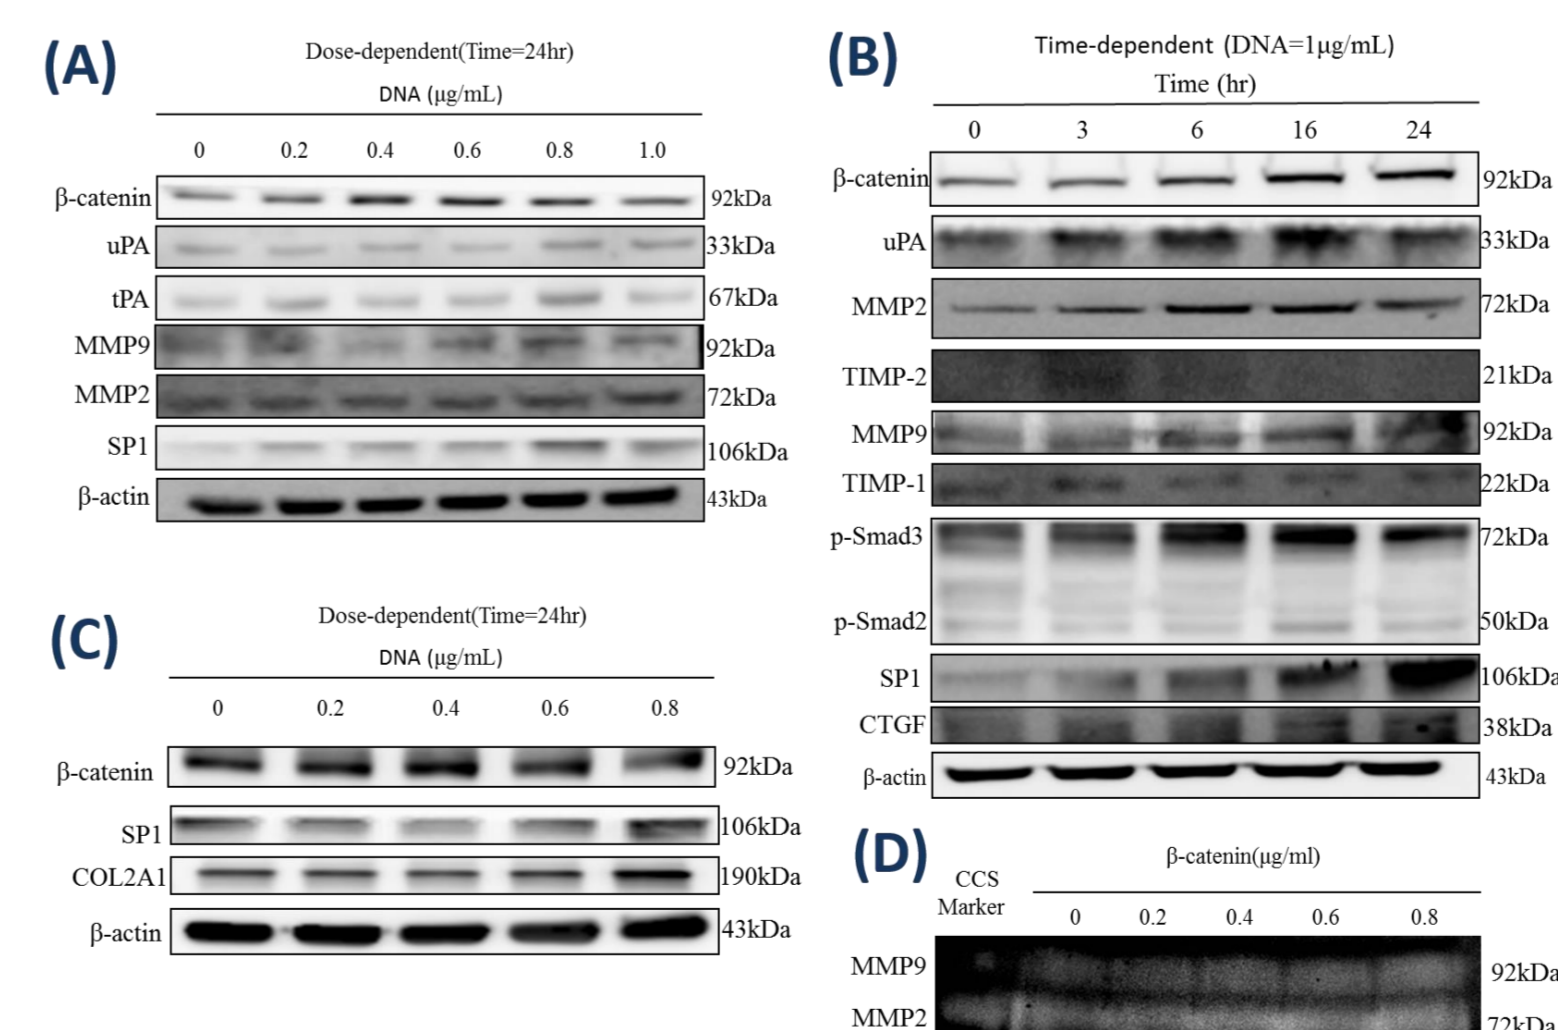 (A)
Dose-dependent(Time=24hr)
DNA (μg/mL)
0 0.2 0.4 0.6 0.8 1.0
β-catenin 92kDa
uPA 33kDa
tPA 67kDa
MMP9 92kDa
MMP2 72kDa
SP1 106kDa
β-actin 43kDa
(B)
Time-dependent (DNA=1μg/mL)
Time (hr)
0 3 6 16 24
β-catenin 92kDa
uPA 33kDa
MMP2 72kDa
TIMP-2 21kDa
MMP9 92kDa
TIMP-1 22kDa
p-Smad3 72kDa
p-Smad2 50kDa
SP1 106kDa
CTGF 38kDa
β-actin 43kDa
(C)
Dose-dependent(Time=24hr)
DNA (μg/mL)
0 0.2 0.4 0.6 0.8
β-catenin 92kDa
SP1 106kDa
COL2A1 190kDa
β-actin 43kDa
(D)
β-catenin(μg/ml)
CCS
Marker
0 0.2 0.4 0.6 0.8
MMP9 92kDa
MMP2 72kDa